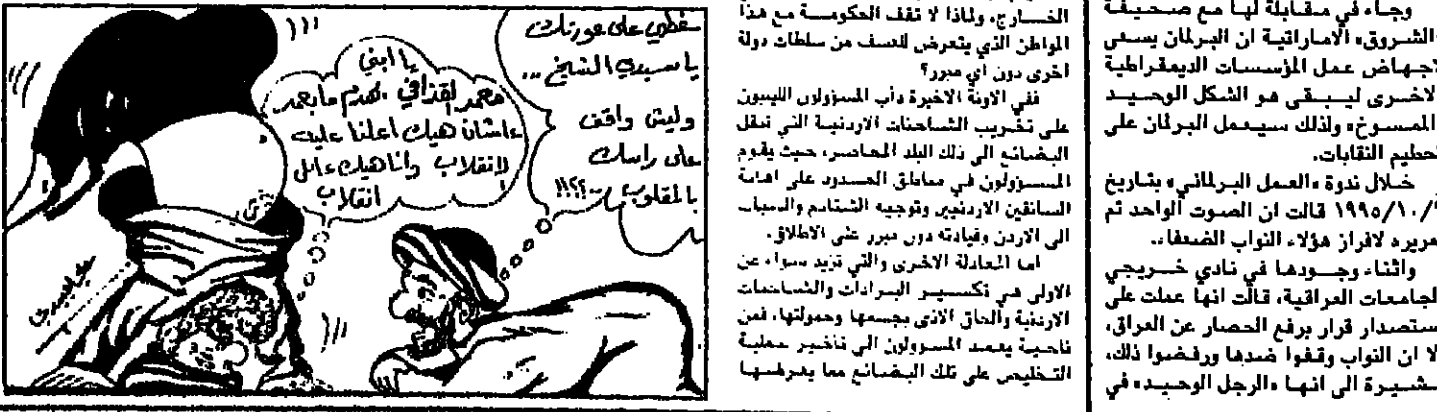 وجاء في مقابلة لها مع صحيفة
«الشروق» الاماراتية ان البرلمان يسعى
لاجهاض عمل المؤسسات الديمقراطية
الاخرى ليبقى هو الشكل الوحيد
الممسوخ» ولذلك سيعمل البرلمان على
تحطيم النقابات.
خلال ندوة «العمل البرلماني» بتاريخ
/١٠/١٩٩٥ قالت ان الصوت الواحد تم
تمريره لافراز هؤلاء النواب الضعفاء.
واثناء وجودها في نادي خريجي
الجامعات العراقية، قالت انها عملت على
استصدار قرار برفع الحصار عن العراق،
الا ان النواب وقفوا ضدها ورفضوا ذلك،
مشيرة الى انها «الرجل الوحيد» في
الخارج، ولماذا لا تقف الحكومة مع هذا
المواطن الذي يتعرض للعسف من سلطات دولة
اخرى دون اي مبرر؟
ففي الاونة الاخيرة دأب المسؤولون الليبيون
على تخريب الشاحنات الاردنية التي تنقل
البضائع الى ذلك البلد المحاصر، حيث يقوم
المسؤولون في مناطق الحدود على اهانة
السائقين الاردنيين وتوجيه الشتائم والسباب
الى الاردن وقيادته دون مبرر على الاطلاق.
اما المعادلة الاخرى والتي تزيد سواء عن
الاولى هي تكسير البرادات والشاحنات
الاردنية والحاق الاذى بجسمها وحمولتها، فمن
ناحية يعمد المسؤولون الى تأخير عملية
التخليص على تلك البضائع مما يعرضها
غطي على عورتك
يا سيدي الشيخ ...
وليش واقف
على راسك
بالمقلوب ..؟؟!!
يا ابني
معمر القذافي
عاشان هيك اعلنا عليه
الانقلاب وانا هيك عامل
انقلاب